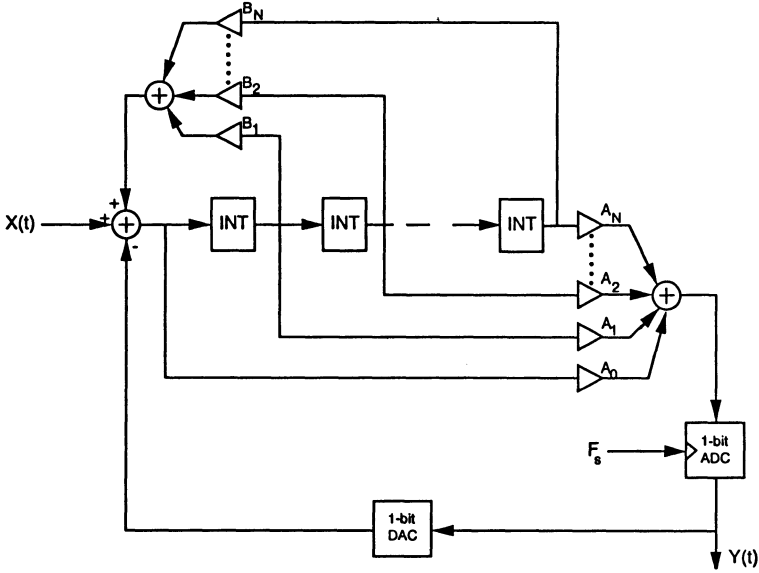 B_N
B_2
B_1
+
+
+
+
X(t)
+
-
INT
INT
INT
A_N
A_2
+
A_1
A_0
F_s
1-bit
ADC
1-bit
DAC
Y(t)